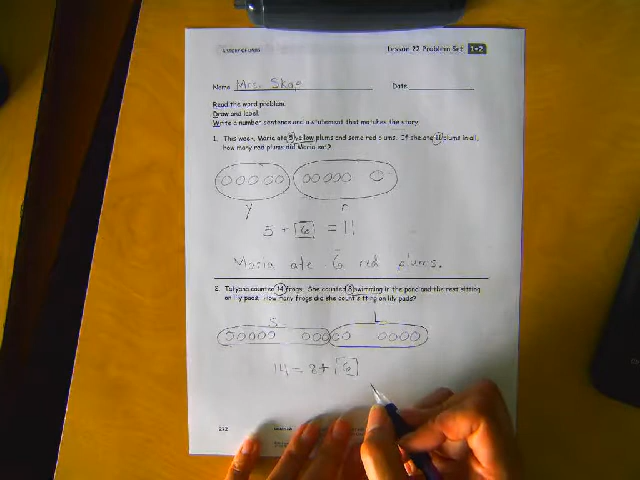 Lesson 23 Problem Set 1•2
Name Mrs. Skap
Date
Read the word problem.
Draw and label.
Write a number sentence and a statement that matches the story.
1. This week, Maria ate 5 yellow plums and some red plums. If she ate 11 plums in all,
how many red plums did Maria eat?
y r
5 + 6 = 11
Maria ate 6 red plums.
2. Tatyana counted 14 frogs. She counted 8 swimming in the pond and the rest sitting
on lily pads. How many frogs did she count sitting on lily pads?
S L
14 = 8 + 6